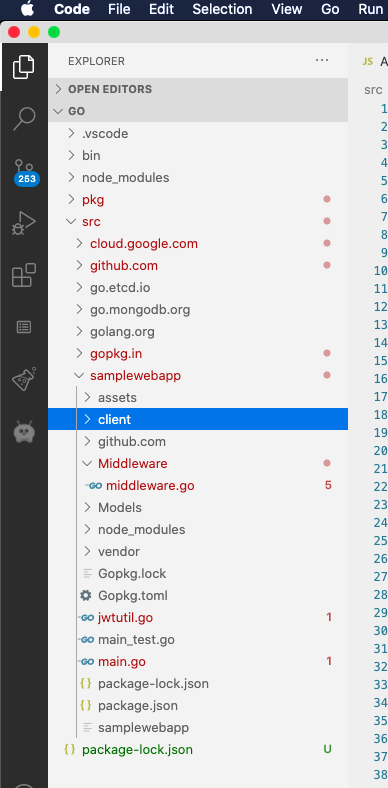 Code File Edit Selection View Go Run
EXPLORER ...
JS A
OPEN EDITORS
src
GO
.vscode
bin
node_modules
253
pkg
src
cloud.google.com
github.com
go.etcd.io
go.mongodb.org
golang.org
gopkg.in
samplewebapp
assets
client
github.com
Middleware
GO middleware.go 5
Models
node_modules
vendor
Gopkg.lock
Gopkg.toml
GO jwtutil.go 1
GO main_test.go
GO main.go 1
{} package-lock.json
{} package.json
samplewebapp
{} package-lock.json U
1
2
3
4
5
6
7
8
9
10
11
12
13
14
15
16
17
18
19
20
21
22
23
24
25
26
27
28
29
30
31
32
33
34
35
36
37
38